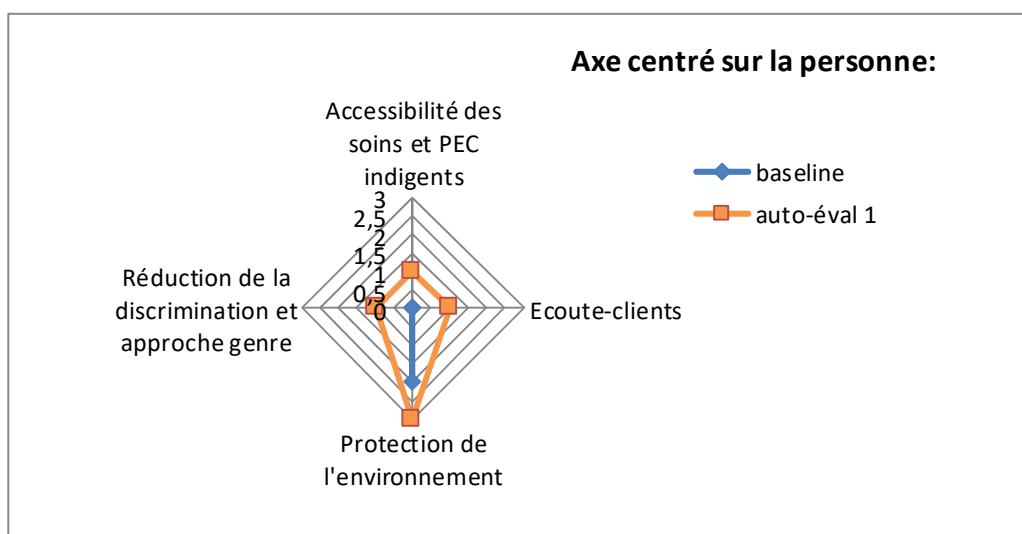 Axe centré sur la personne:
Accessibilité des
soins et PEC
indigents
baseline
auto-éval 1
3
2,5
2
1,5
1
0,5
0
Réduction de la
discrimination et
approche genre
Ecoute-clients
Protection de
l'environnement